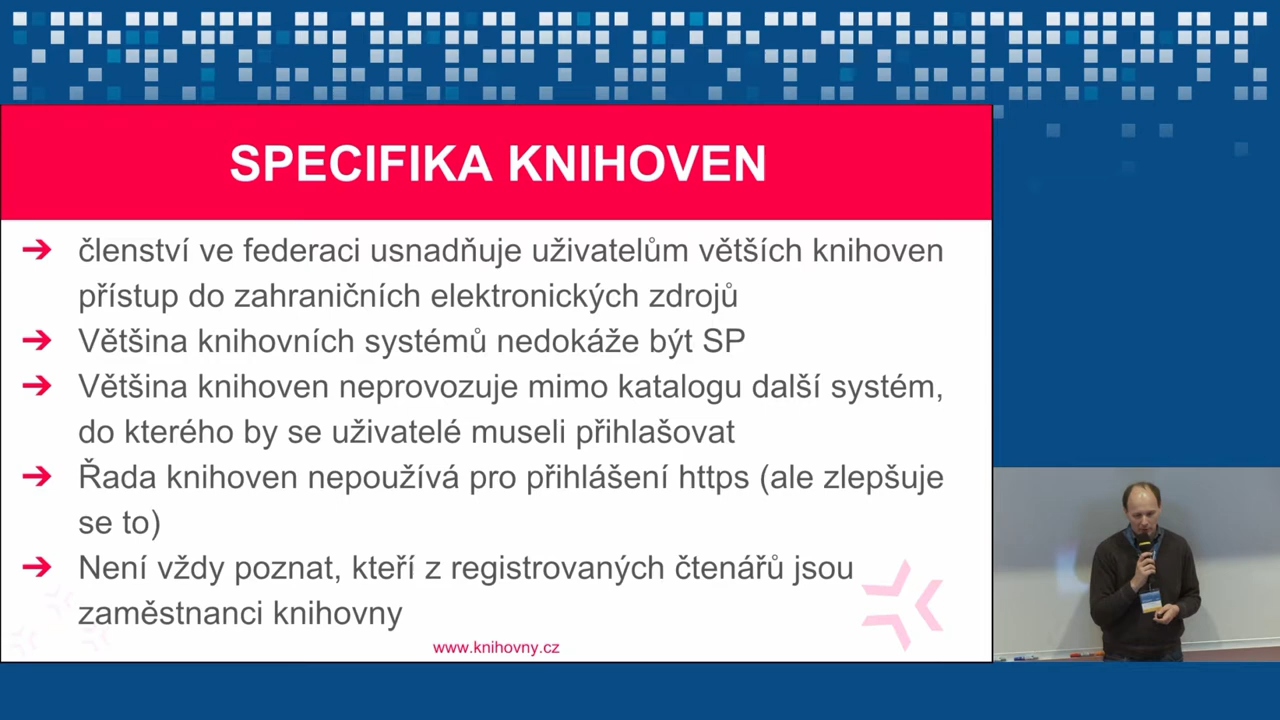 SPECIFIKA KNIHOVEN
➔ členství ve federaci usnadňuje uživatelům větších knihoven
přístup do zahraničních elektronických zdrojů
➔ Většina knihovních systémů nedokáže být SP
➔ Většina knihoven neprovozuje mimo katalogu další systém,
do kterého by se uživatelé museli přihlašovat
➔ Řada knihoven nepoužívá pro přihlášení https (ale zlepšuje
se to)
➔ Není vždy poznat, kteří z registrovaných čtenářů jsou
zaměstnanci knihovny
www.knihovny.cz